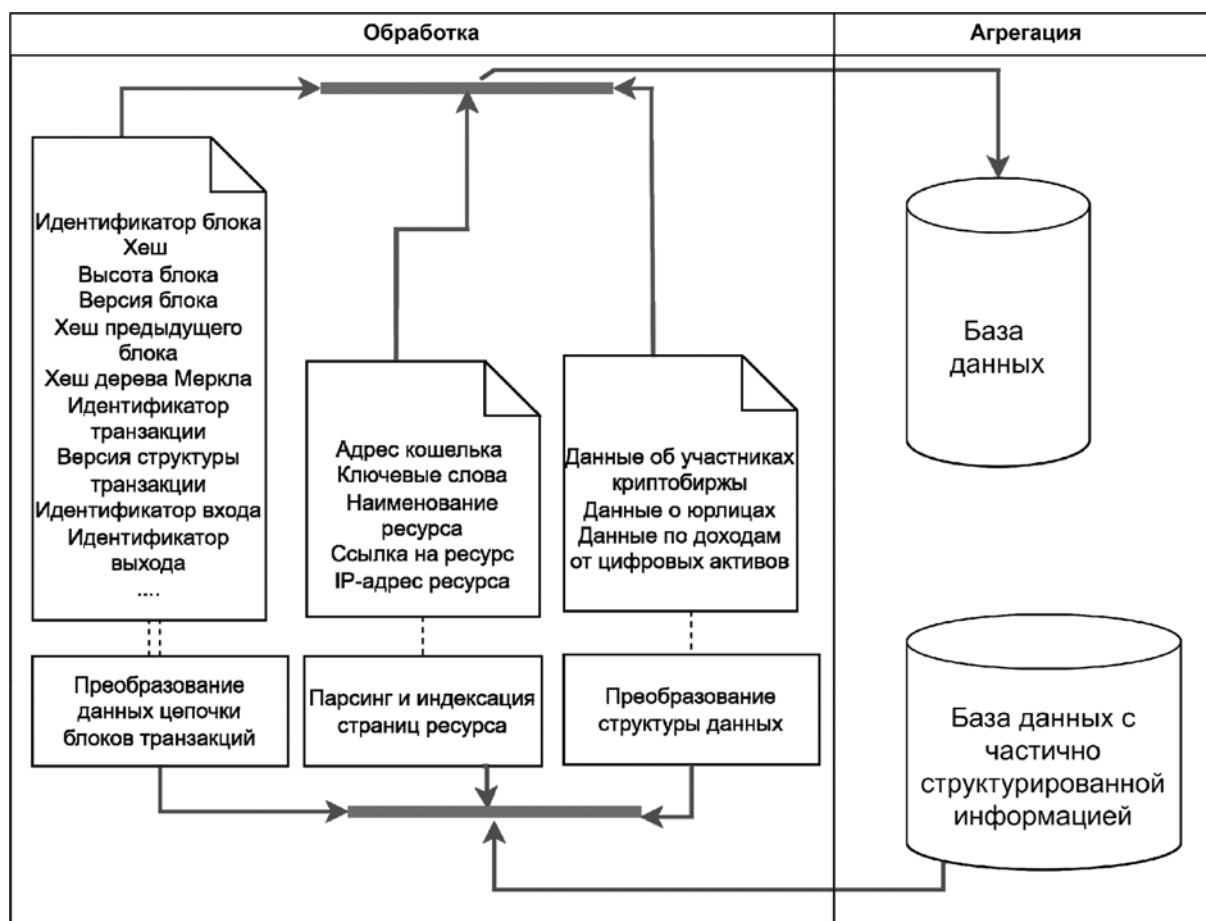 Обработка
Агрегация
Идентификатор блока
Хеш
Высота блока
Версия блока
Хеш предыдущего
блока
Хеш дерева Меркла
Идентификатор
транзакции
Версия структуры
транзакции
Идентификатор входа
Идентификатор
выхода
....
Адрес кошелька
Ключевые слова
Наименование
ресурса
Ссылка на ресурс
IP-адрес ресурса
Данные об участниках
криптобиржы
Данные о юрлицах
Данные по доходам
от цифровых активов
База
данных
Преобразование
данных цепочки
блоков транзакций
Парсинг и индексация
страниц ресурса
Преобразование
структуры данных
База данных с
частично
структурированной
информацией